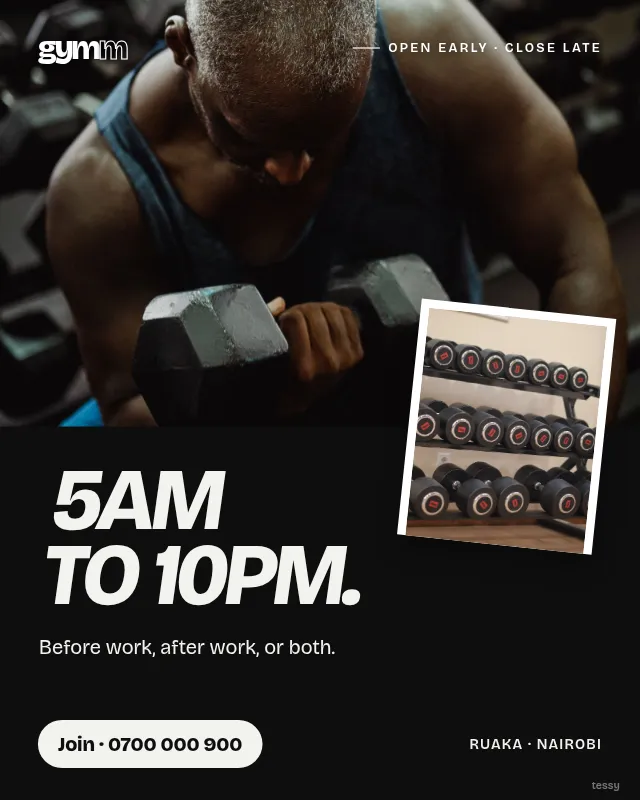 gymm
OPEN EARLY · CLOSE LATE
5AM
TO 10PM.
Before work, after work, or both.
Join · 0700 000 900
RUAKA · NAIROBI
tessy